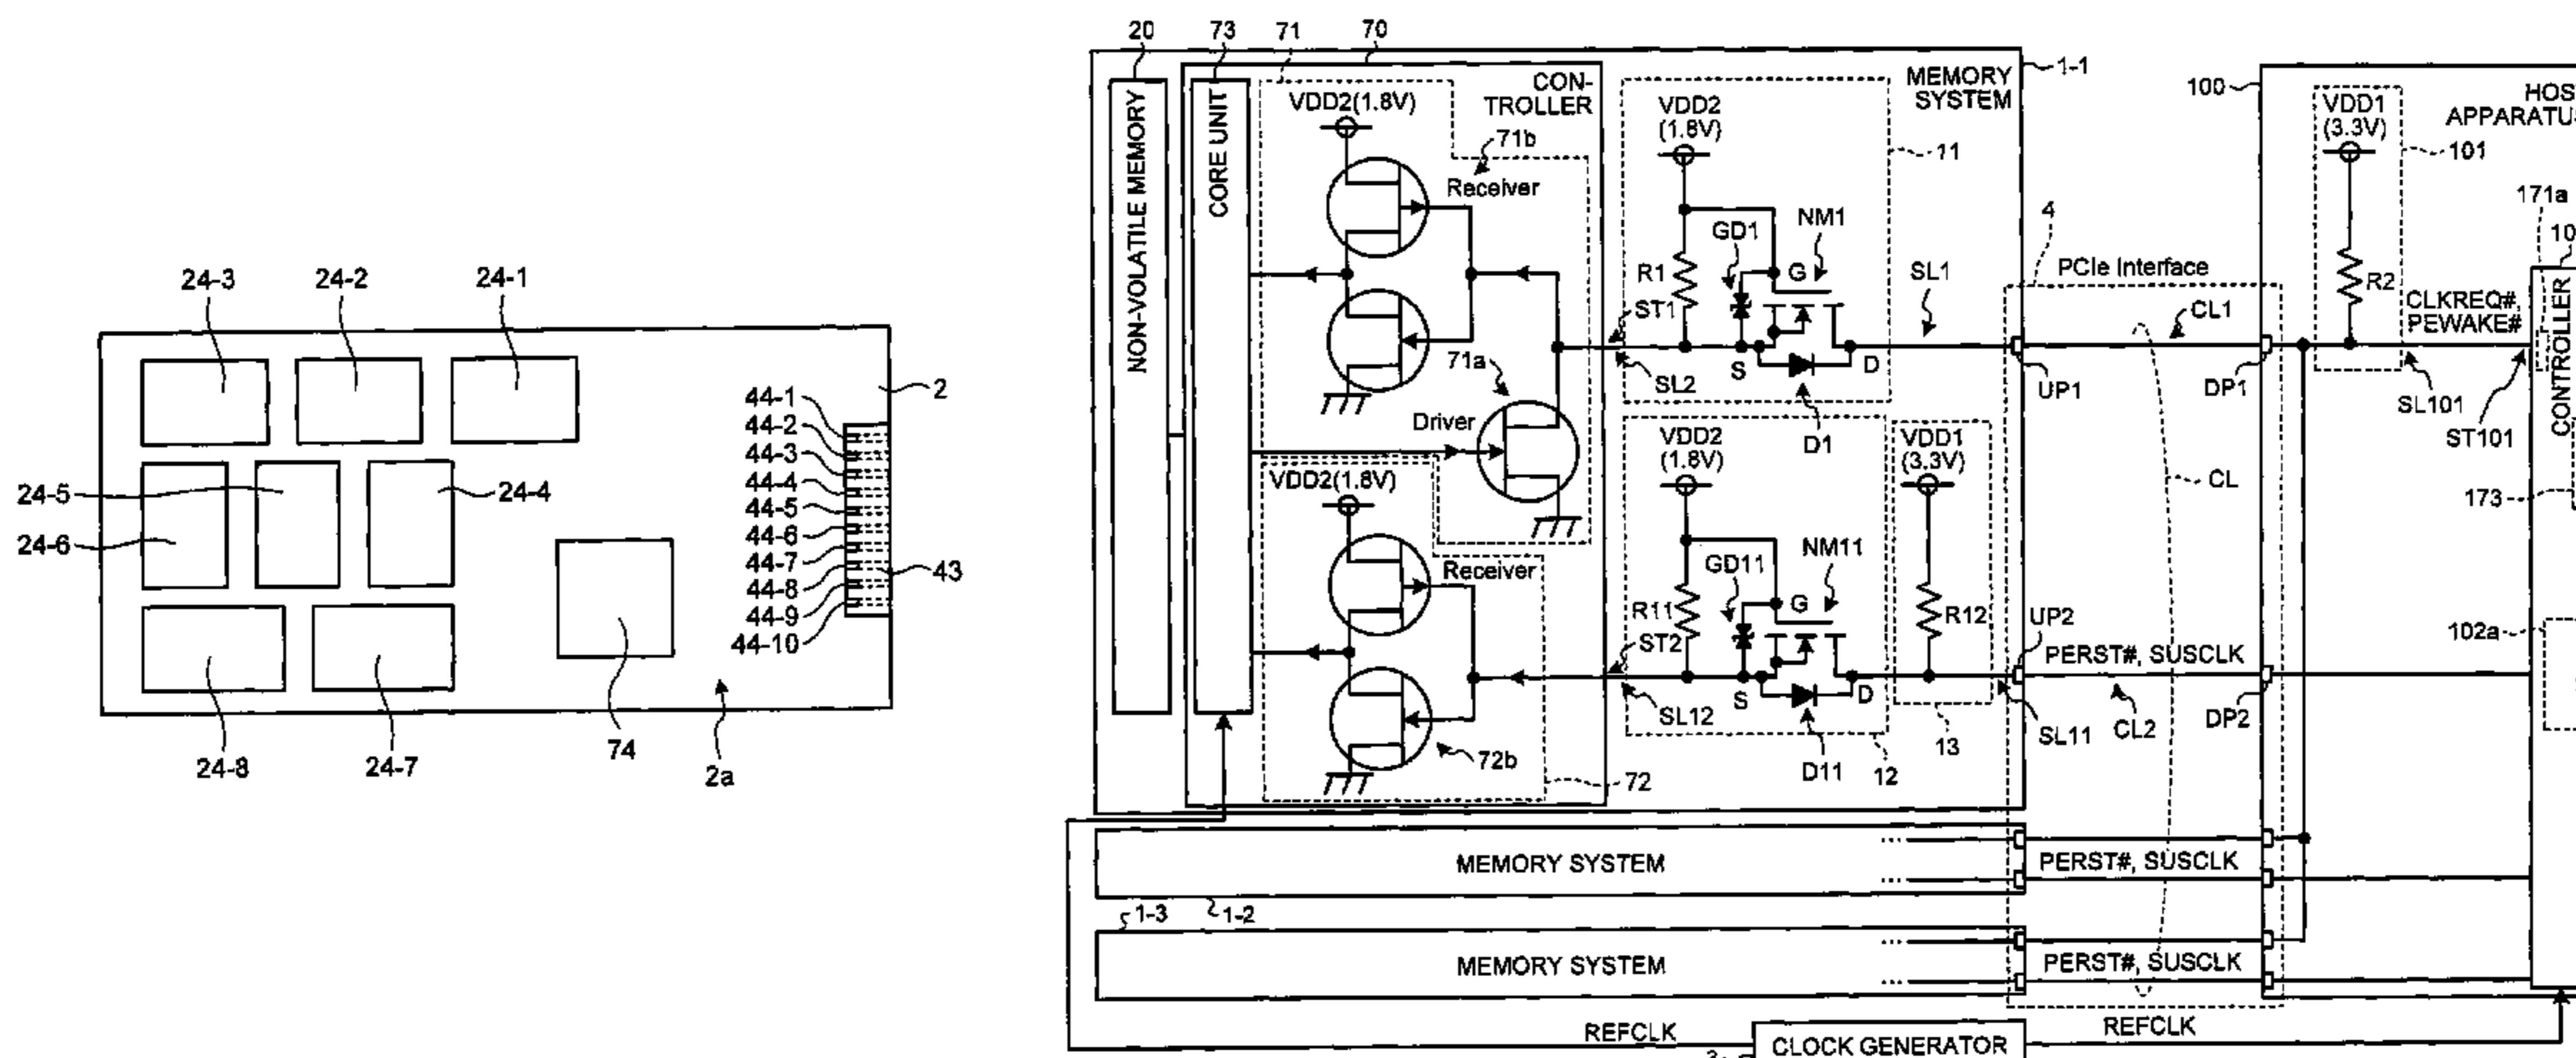 24-3
24-2
24-1
24-5
24-4
24-6
24-8
24-7
74
2a
2
43
44-1
44-2
44-3
44-4
44-5
44-6
44-7
44-8
44-9
44-10
20
73
71
70
NON-VOLATILE MEMORY
CORE UNIT
CON-
TROLLER
MEMORY
SYSTEM
1-1
VDD2(1.8V)
71b
Receiver
71a
Driver
VDD2(1.8V)
Receiver
72b
72
VDD2
(1.8V)
11
GD1
NM1
R1
G
ST1
SL1
S
D
SL2
D1
VDD2
(1.8V)
VDD1
(3.3V)
GD11
NM11
R11
G
R12
ST2
S
D
SL12
D11
12
13
SL11
UP1
UP2
4
PCIe Interface
CL1
CL
PERST#, SUSCLK
CL2
DP1
DP2
100
HOS
APPARATU
VDD1
(3.3V)
101
171a
10
R2
CLKREQ#,
PEWAKE#
SL101
ST101
CONTROLLER
173
102a
MEMORY SYSTEM
PERST#, SUSCLK
1-3
1-2
MEMORY SYSTEM
PERST#, SUSCLK
REFCLK
REFCLK
3
CLOCK GENERATOR